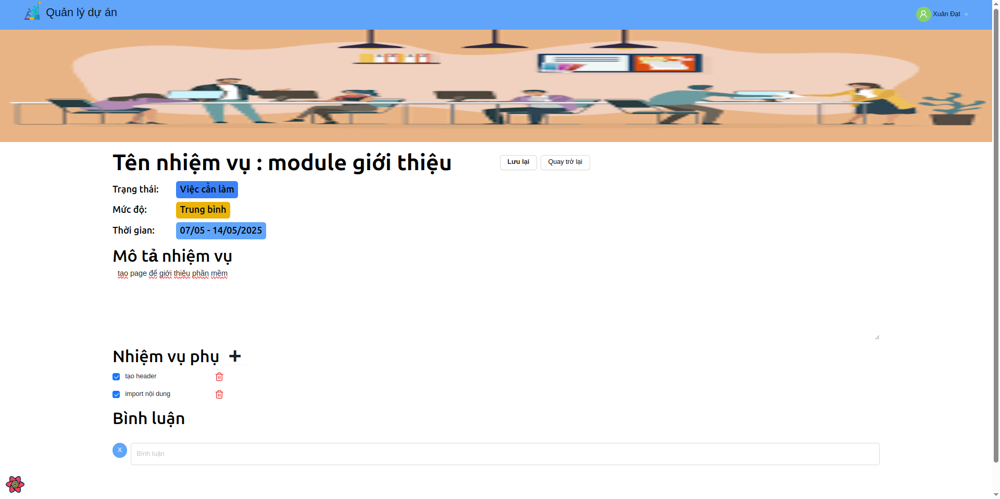 Quản lý dự án
Xuân Đạt
Tên nhiệm vụ : module giới thiệu
Lưu lại
Quay trở lại
Trạng thái: Việc cần làm
Mức độ: Trung bình
Thời gian: 07/05 - 14/05/2025
Mô tả nhiệm vụ
tạo page để giới thiệu phần mềm
Nhiệm vụ phụ
tạo header
import nội dung
Bình luận
X
Bình luận